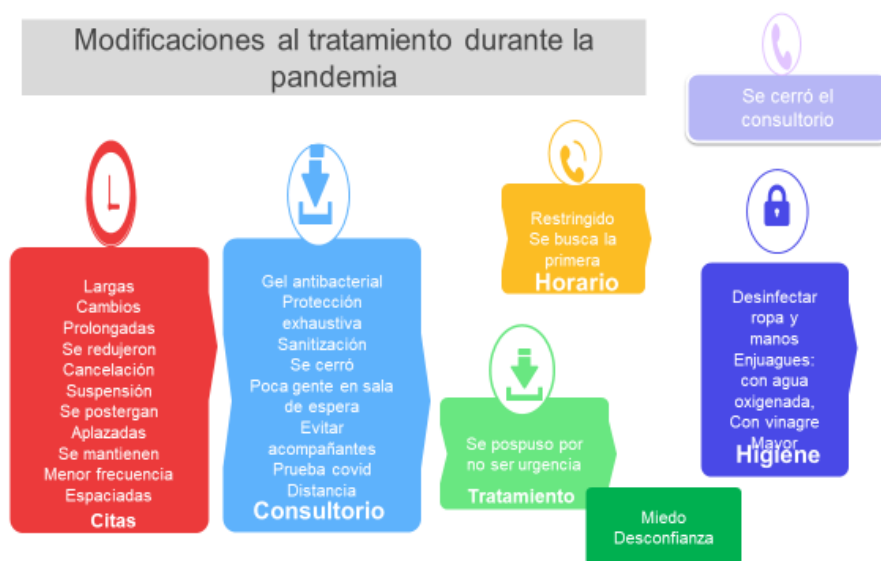 Modificaciones al tratamiento durante la
pandemia
Se cerró el
consultorio
Largas
Cambios
Prolongadas
Se redujeron
Cancelación
Suspensión
Se postergan
Aplazadas
Se mantienen
Menor frecuencia
Espaciadas
Citas
Gel antibacterial
Protección
exhaustiva
Sanitización
Se cerró
Poca gente en sala
de espera
Evitar
acompañantes
Prueba covid
Distancia
Consultorio
Restringido
Se busca la
primera
Horario
Se pospuso por
no ser urgencia
Tratamiento
Miedo
Desconfianza
Desinfectar
ropa y
manos
Enjuagues:
con agua
oxigenada,
Con vinagre
Mayor
Higiene